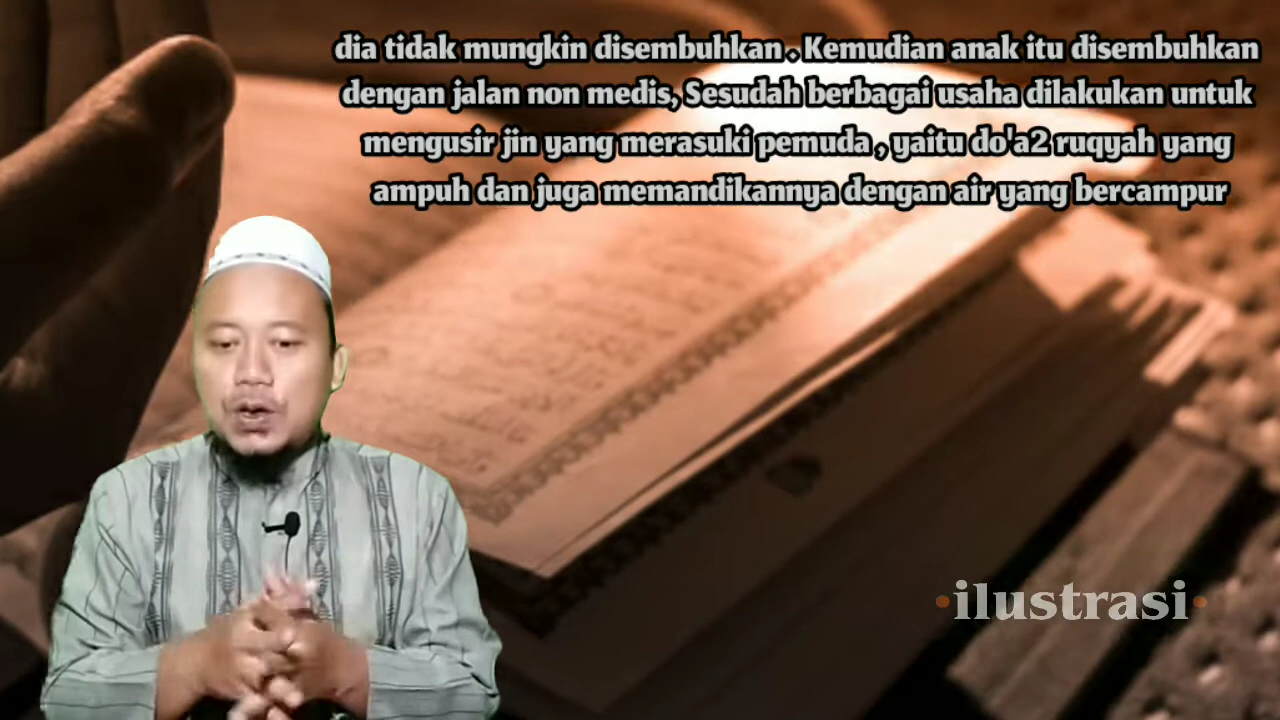 dia tidak mungkin disembuhkan . Kemudian anak itu disembuhkan
dengan jalan non medis, Sesudah berbagai usaha dilakukan untuk
mengusir jin yang merasuki pemuda , yaitu do'a2 ruqyah yang
ampuh dan juga memandikannya dengan air yang bercampur
•ilustrasi•